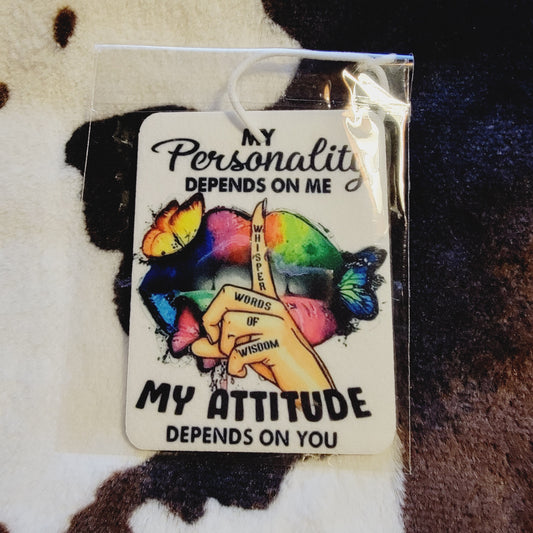 MY
Personality
DEPENDS ON ME
WHISPER
WORDS
OF
WISDOM
MY ATTITUDE
DEPENDS ON YOU